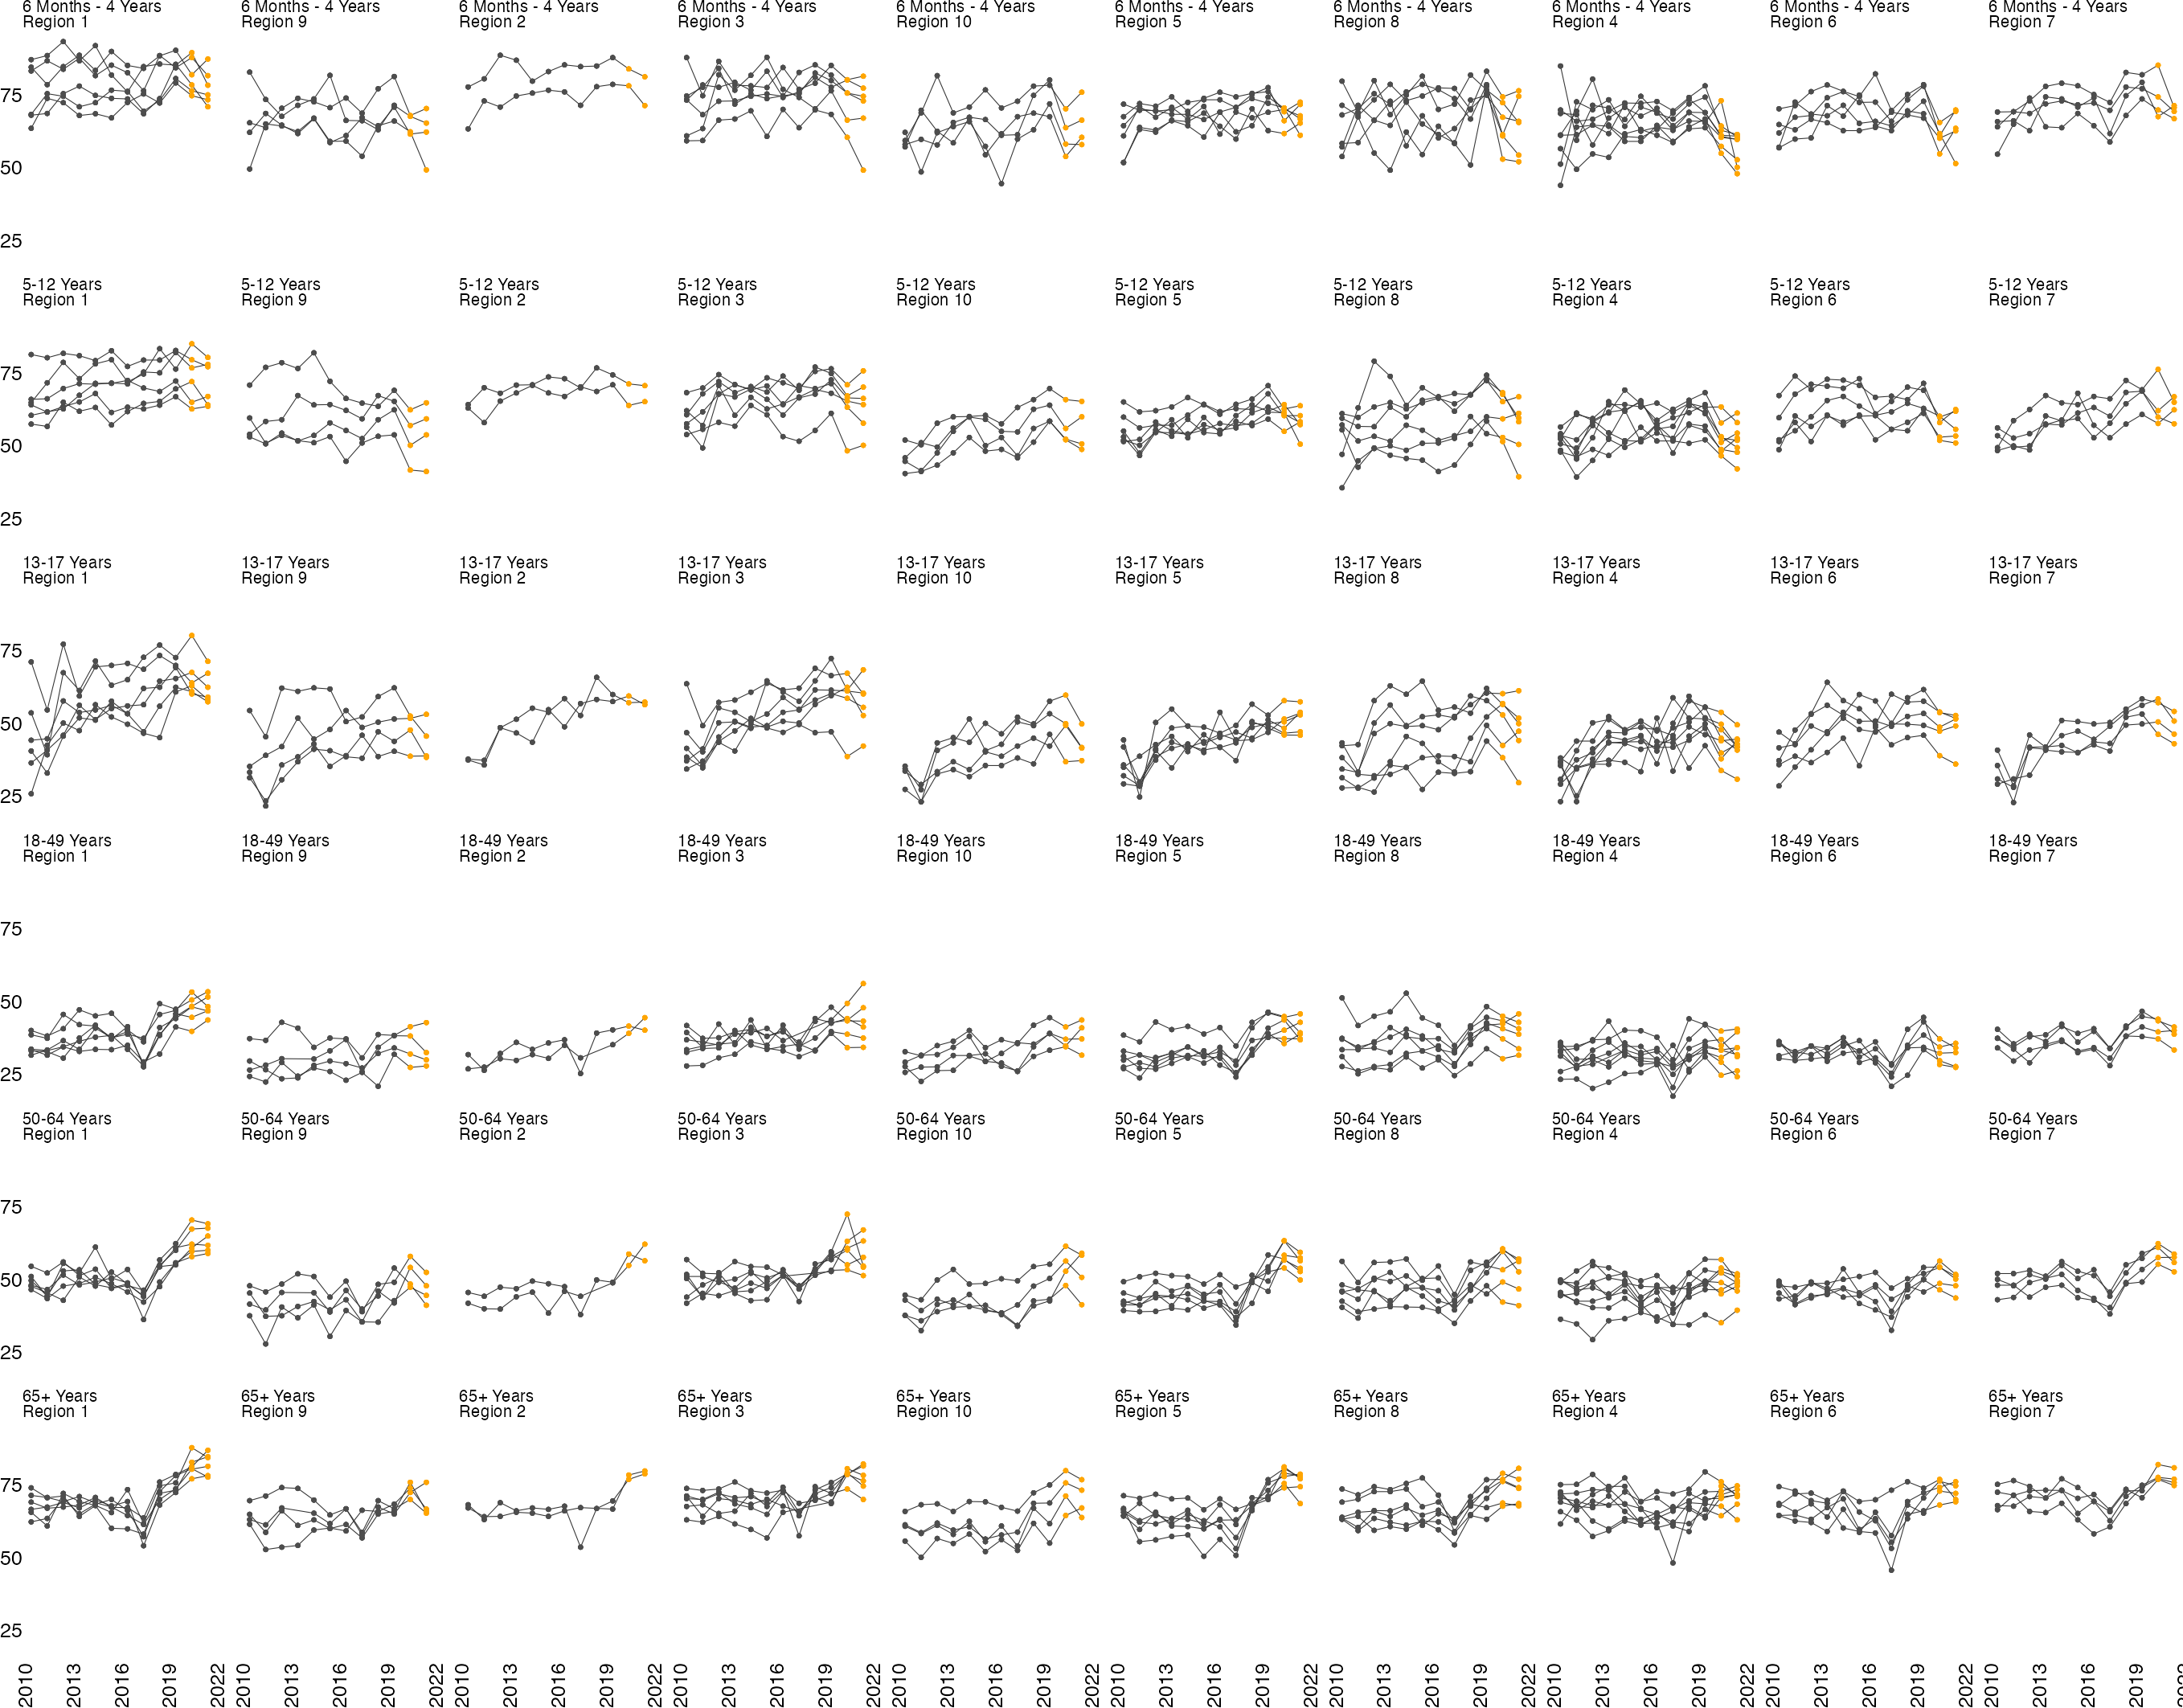 6 Months - 4 Years
Region 1
6 Months - 4 Years
Region 9
6 Months - 4 Years
Region 2
6 Months - 4 Years
Region 3
6 Months - 4 Years
Region 10
6 Months - 4 Years
Region 5
6 Months - 4 Years
Region 8
6 Months - 4 Years
Region 4
6 Months - 4 Years
Region 6
6 Months - 4 Years
Region 7
75
50
25
5-12 Years
Region 1
5-12 Years
Region 9
5-12 Years
Region 2
5-12 Years
Region 3
5-12 Years
Region 10
5-12 Years
Region 5
5-12 Years
Region 8
5-12 Years
Region 4
5-12 Years
Region 6
5-12 Years
Region 7
75
50
25
13-17 Years
Region 1
13-17 Years
Region 9
13-17 Years
Region 2
13-17 Years
Region 3
13-17 Years
Region 10
13-17 Years
Region 5
13-17 Years
Region 8
13-17 Years
Region 4
13-17 Years
Region 6
13-17 Years
Region 7
75
50
25
18-49 Years
Region 1
18-49 Years
Region 9
18-49 Years
Region 2
18-49 Years
Region 3
18-49 Years
Region 10
18-49 Years
Region 5
18-49 Years
Region 8
18-49 Years
Region 4
18-49 Years
Region 6
18-49 Years
Region 7
75
50
25
50-64 Years
Region 1
50-64 Years
Region 9
50-64 Years
Region 2
50-64 Years
Region 3
50-64 Years
Region 10
50-64 Years
Region 5
50-64 Years
Region 8
50-64 Years
Region 4
50-64 Years
Region 6
50-64 Years
Region 7
75
50
25
65+ Years
Region 1
65+ Years
Region 9
65+ Years
Region 2
65+ Years
Region 3
65+ Years
Region 10
65+ Years
Region 5
65+ Years
Region 8
65+ Years
Region 4
65+ Years
Region 6
65+ Years
Region 7
75
50
25
2010
2013
2016
2019
2022
2010
2013
2016
2019
2022
2010
2013
2016
2019
2022
2010
2013
2016
2019
2022
2010
2013
2016
2019
2022
2010
2013
2016
2019
2022
2010
2013
2016
2019
2022
2010
2013
2016
2019
2022
2010
2013
2016
2019
2022
2010
2013
2016
2019